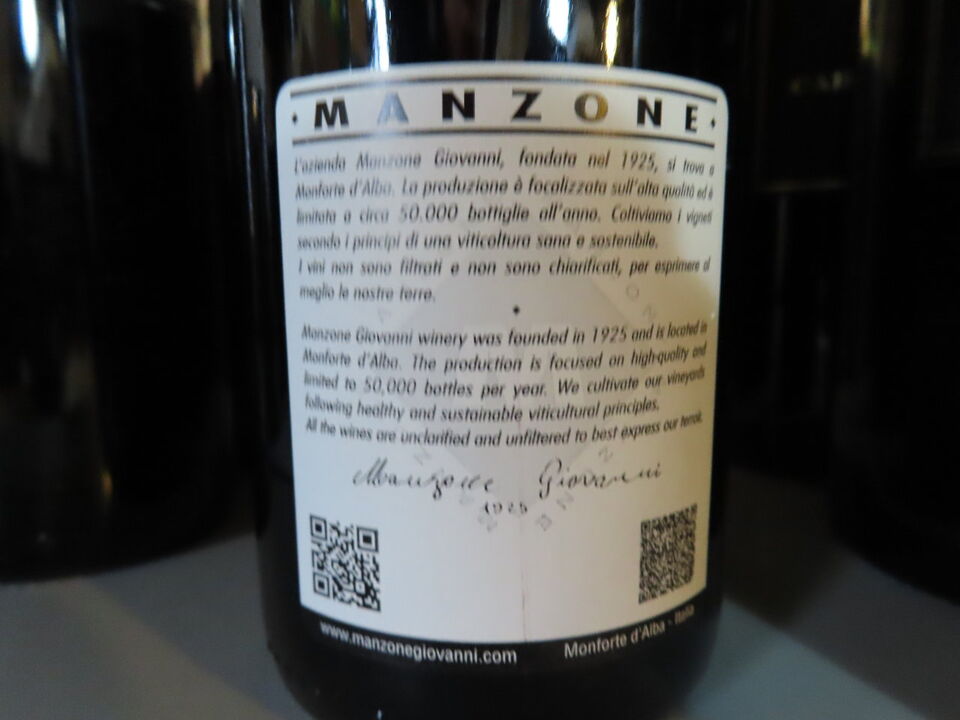 • MANZONE •
L'azienda Manzone Giovanni, fondata nel 1925, si trova a
Monforte d'Alba. La produzione è focalizzata sull'alta qualità ed è
limitata a circa 50.000 bottiglie all'anno. Coltiviamo i vigneti
secondo i principi di una viticoltura sana e sostenibile.
I vini non sono filtrati e non sono chiarificati, per esprimere al
meglio le nostre terre.
Manzone Giovanni winery was founded in 1925 and is located in
Monforte d'Alba. The production is focused on high-quality and
limited to 50,000 bottles per year. We cultivate our vineyards
following healthy and sustainable viticultural principles.
All the wines are unclarified and unfiltered to best express our terroir.
Manzone Giovanni
1925
www.manzonegiovanni.com
Monforte d'Alba - Italia